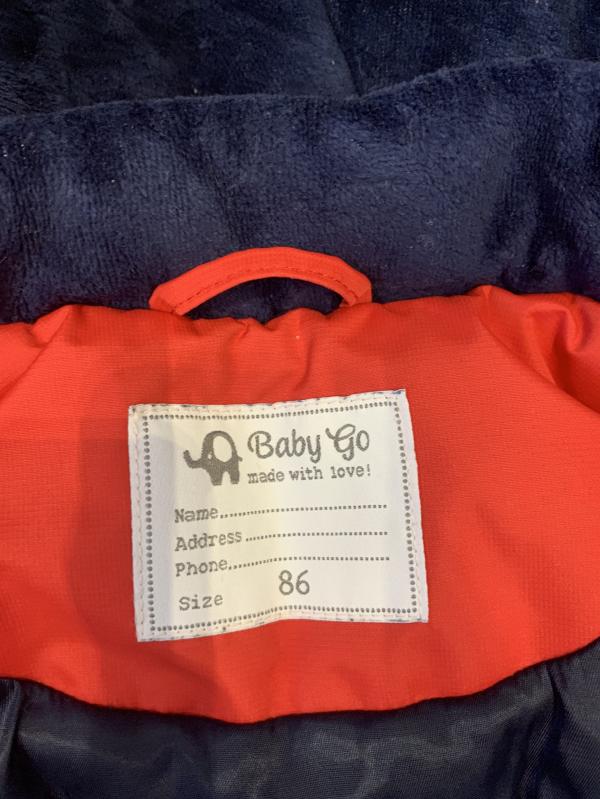 Baby Go
made with love!
Name
Address
Phone
Size 86